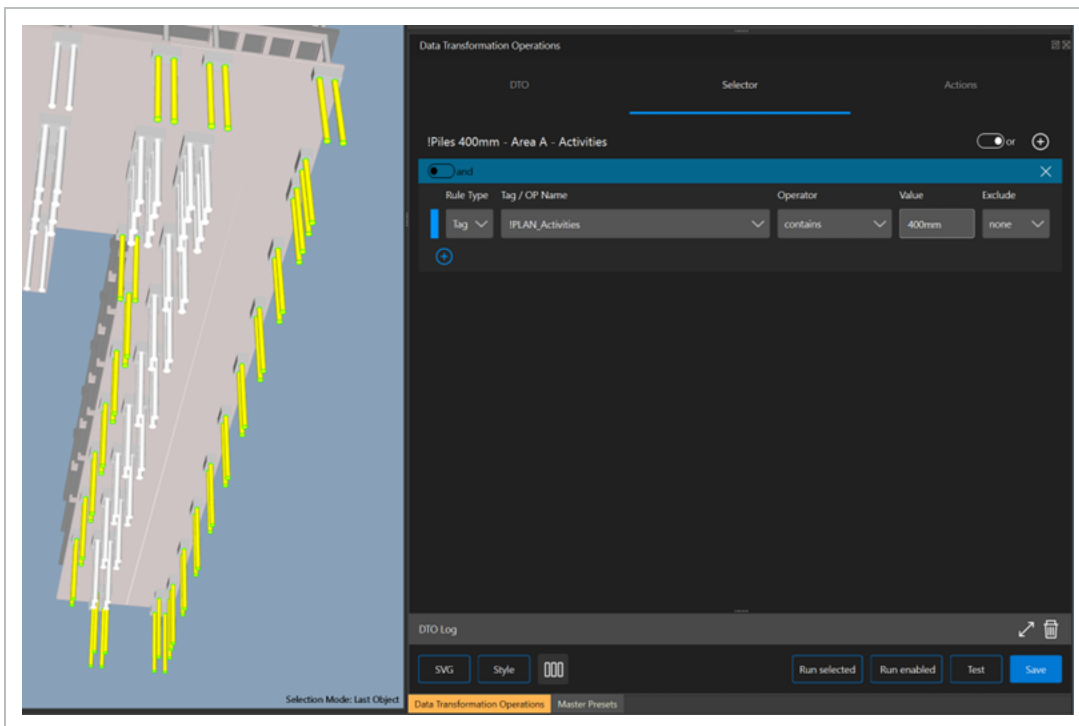 Data Transformation Operations
DTO Selector Actions
!Piles 400mm - Area A - Activities or
and
Rule Type Tag / OP Name Operator Value Exclude
Tag !PLAN_Activities contains 400mm none
DTO Log
SVG Style Run selected Run enabled Test Save
Selection Mode: Last Object
Data Transformation Operations Master Presets